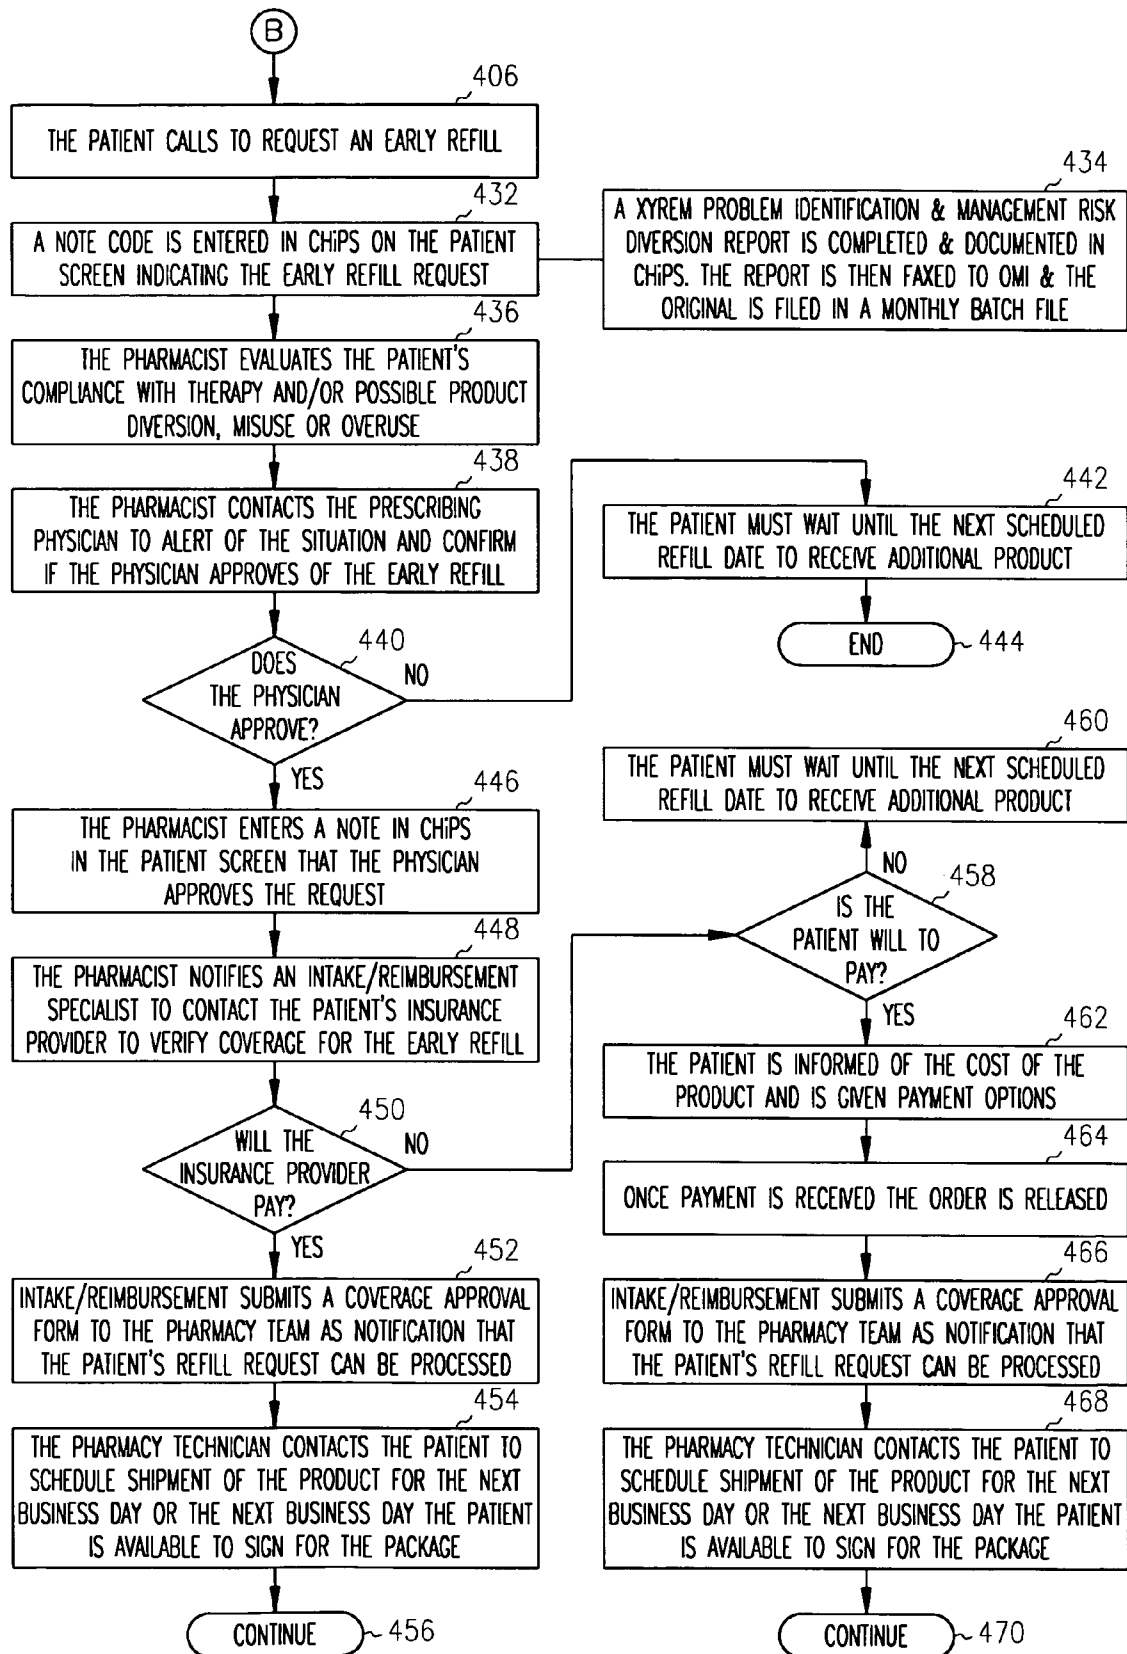 B
406
THE PATIENT CALLS TO REQUEST AN EARLY REFILL
432
A NOTE CODE IS ENTERED IN CHiPS ON THE PATIENT
SCREEN INDICATING THE EARLY REFILL REQUEST
434
A XYREM PROBLEM IDENTIFICATION & MANAGEMENT RISK
DIVERSION REPORT IS COMPLETED & DOCUMENTED IN
CHiPS. THE REPORT IS THEN FAXED TO OMI & THE
ORIGINAL IS FILED IN A MONTHLY BATCH FILE
436
THE PHARMACIST EVALUATES THE PATIENT'S
COMPLIANCE WITH THERAPY AND/OR POSSIBLE PRODUCT
DIVERSION, MISUSE OR OVERUSE
438
THE PHARMACIST CONTACTS THE PRESCRIBING
PHYSICIAN TO ALERT OF THE SITUATION AND CONFIRM
IF THE PHYSICIAN APPROVES OF THE EARLY REFILL
440
DOES
THE PHYSICIAN
APPROVE?
NO
442
THE PATIENT MUST WAIT UNTIL THE NEXT SCHEDULED
REFILL DATE TO RECEIVE ADDITIONAL PRODUCT
END
444
YES
446
THE PHARMACIST ENTERS A NOTE IN CHiPS
IN THE PATIENT SCREEN THAT THE PHYSICIAN
APPROVES THE REQUEST
448
THE PHARMACIST NOTIFIES AN INTAKE/REIMBURSEMENT
SPECIALIST TO CONTACT THE PATIENT'S INSURANCE
PROVIDER TO VERIFY COVERAGE FOR THE EARLY REFILL
450
WILL THE
INSURANCE PROVIDER
PAY?
NO
YES
452
INTAKE/REIMBURSEMENT SUBMITS A COVERAGE APPROVAL
FORM TO THE PHARMACY TEAM AS NOTIFICATION THAT
THE PATIENT'S REFILL REQUEST CAN BE PROCESSED
454
THE PHARMACY TECHNICIAN CONTACTS THE PATIENT TO
SCHEDULE SHIPMENT OF THE PRODUCT FOR THE NEXT
BUSINESS DAY OR THE NEXT BUSINESS DAY THE PATIENT
IS AVAILABLE TO SIGN FOR THE PACKAGE
CONTINUE
456
460
THE PATIENT MUST WAIT UNTIL THE NEXT SCHEDULED
REFILL DATE TO RECEIVE ADDITIONAL PRODUCT
NO
458
IS THE
PATIENT WILL TO
PAY?
YES
462
THE PATIENT IS INFORMED OF THE COST OF THE
PRODUCT AND IS GIVEN PAYMENT OPTIONS
464
ONCE PAYMENT IS RECEIVED THE ORDER IS RELEASED
466
INTAKE/REIMBURSEMENT SUBMITS A COVERAGE APPROVAL
FORM TO THE PHARMACY TEAM AS NOTIFICATION THAT
THE PATIENT'S REFILL REQUEST CAN BE PROCESSED
468
THE PHARMACY TECHNICIAN CONTACTS THE PATIENT TO
SCHEDULE SHIPMENT OF THE PRODUCT FOR THE NEXT
BUSINESS DAY OR THE NEXT BUSINESS DAY THE PATIENT
IS AVAILABLE TO SIGN FOR THE PACKAGE
CONTINUE
470